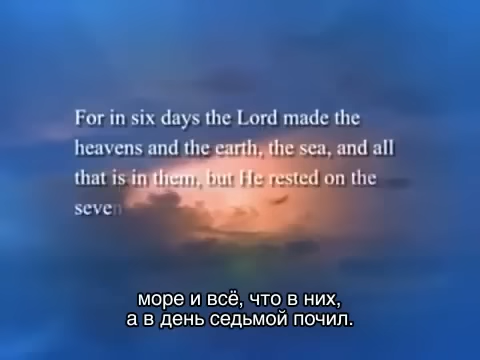 For in six days the Lord made the
heavens and the earth, the sea, and all
that is in them, but He rested on the
seven
море и всё, что в них,
а в день седьмой почил.